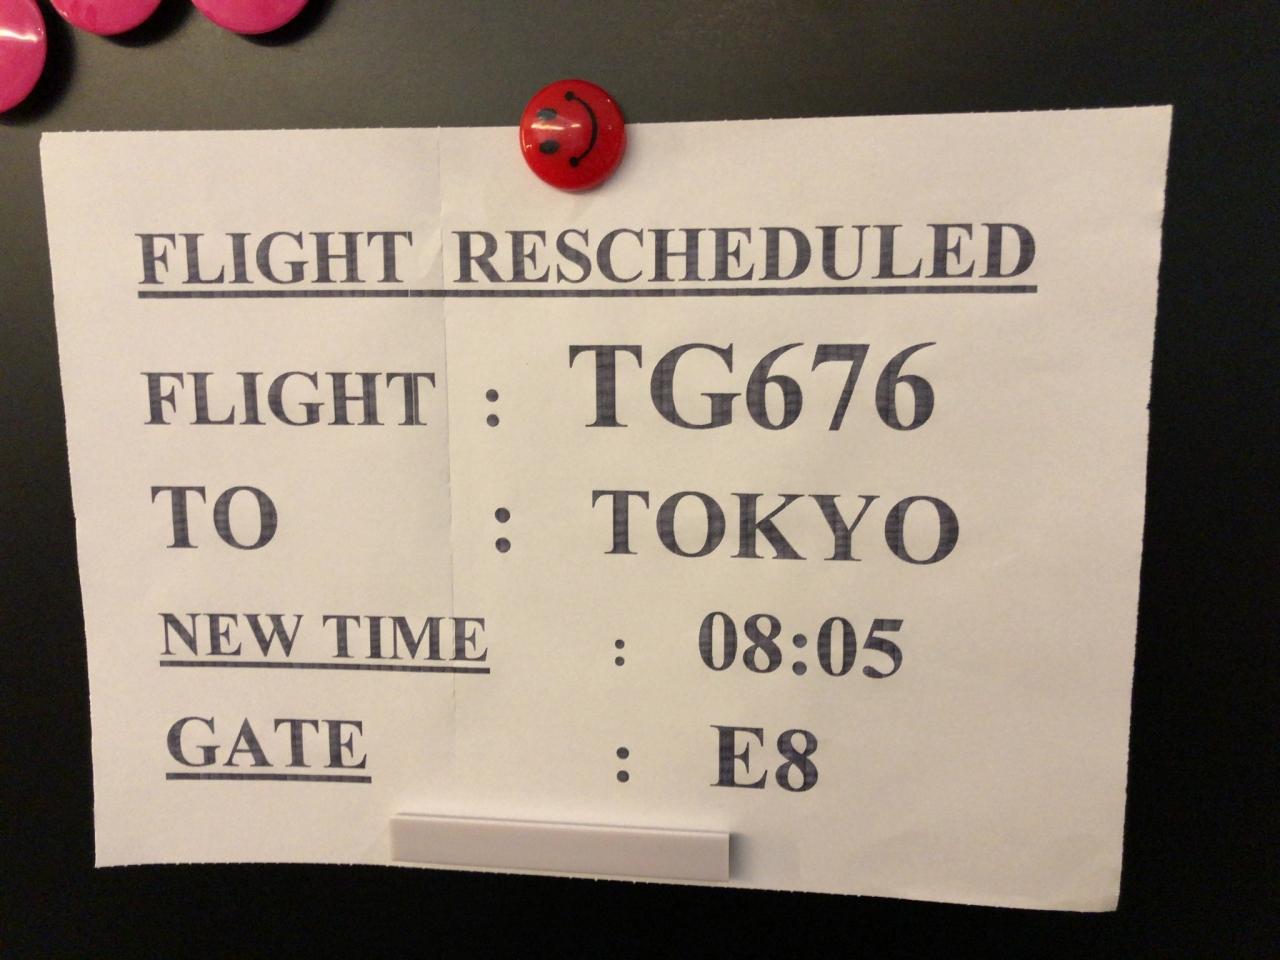 FLIGHT RESCHEDULED
FLIGHT : TG676
TO : TOKYO
NEW TIME : 08:05
GATE : E8